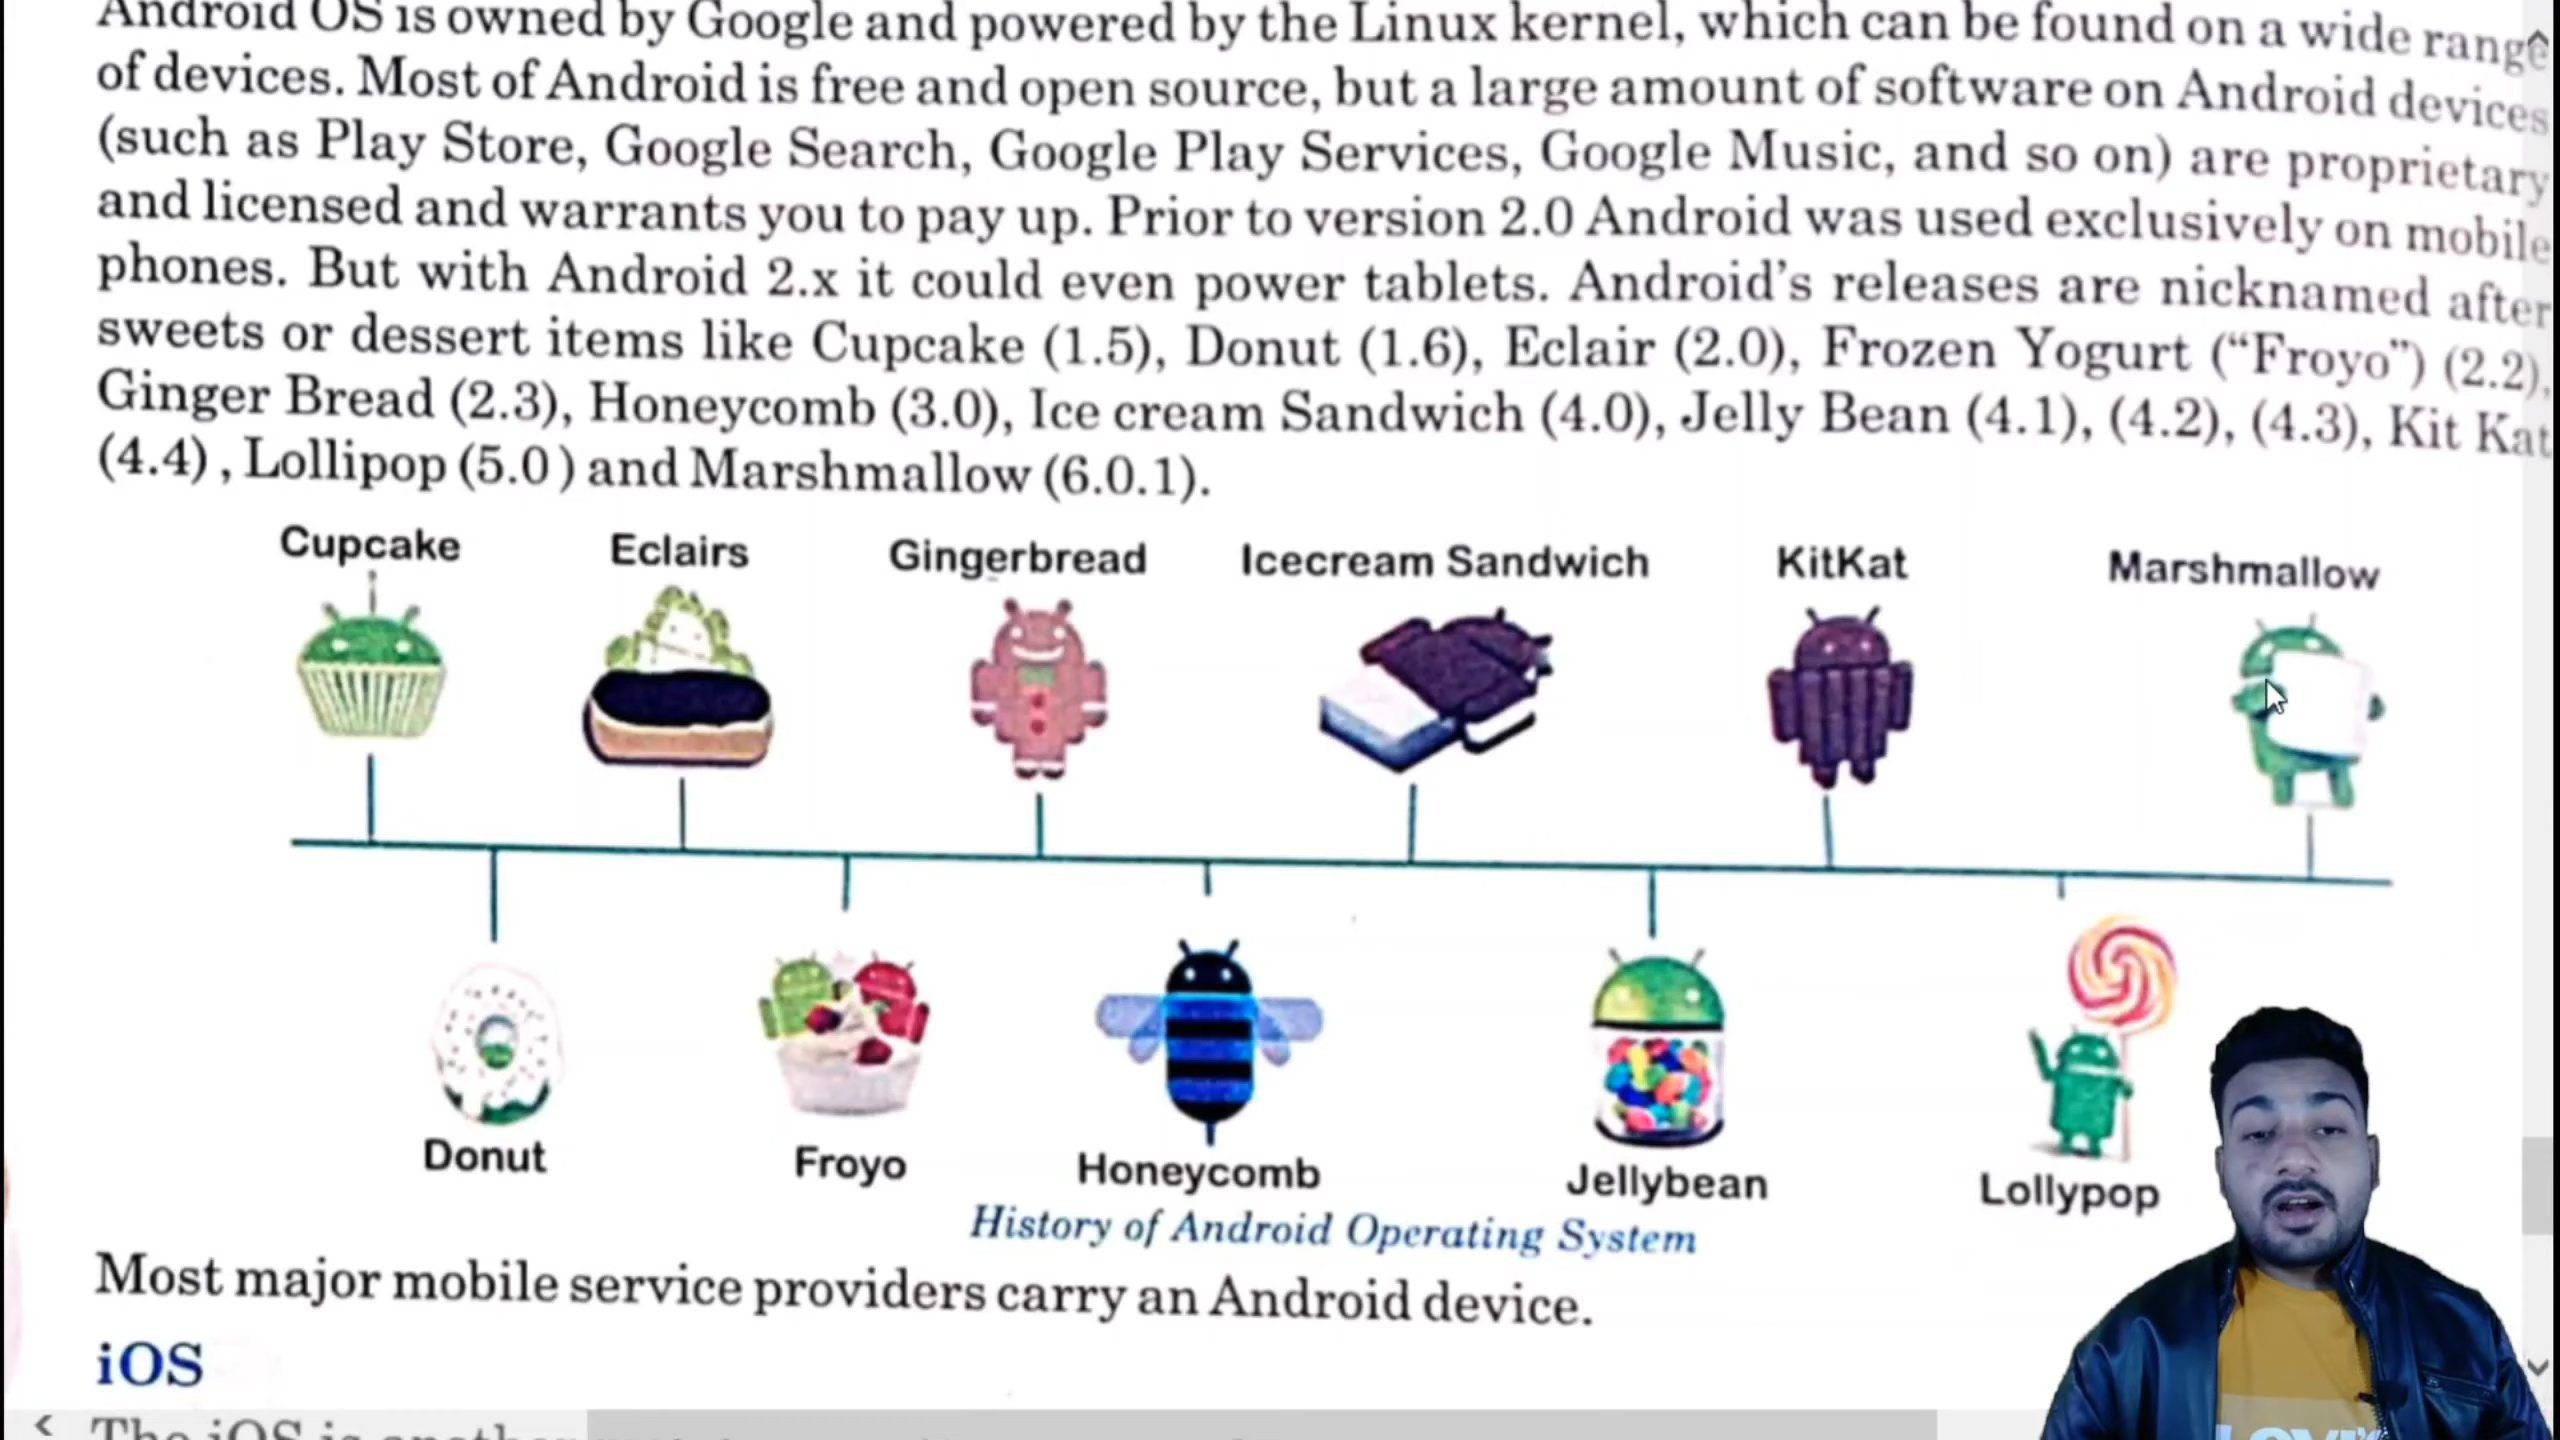 Android OS is owned by Google and powered by the Linux kernel, which can be found on a wide range
of devices. Most of Android is free and open source, but a large amount of software on Android devices
(such as Play Store, Google Search, Google Play Services, Google Music, and so on) are proprietary
and licensed and warrants you to pay up. Prior to version 2.0 Android was used exclusively on mobile
phones. But with Android 2.x it could even power tablets. Android's releases are nicknamed after
sweets or dessert items like Cupcake (1.5), Donut (1.6), Eclair (2.0), Frozen Yogurt (“Froyo”) (2.2),
Ginger Bread (2.3), Honeycomb (3.0), Ice cream Sandwich (4.0), Jelly Bean (4.1), (4.2), (4.3), Kit Kat
(4.4) , Lollipop (5.0 ) and Marshmallow (6.0.1).
Cupcake Eclairs Gingerbread Icecream Sandwich KitKat Marshmallow
Donut Froyo Honeycomb Jellybean Lollypop
History of Android Operating System
Most major mobile service providers carry an Android device.
iOS
The iOS is another